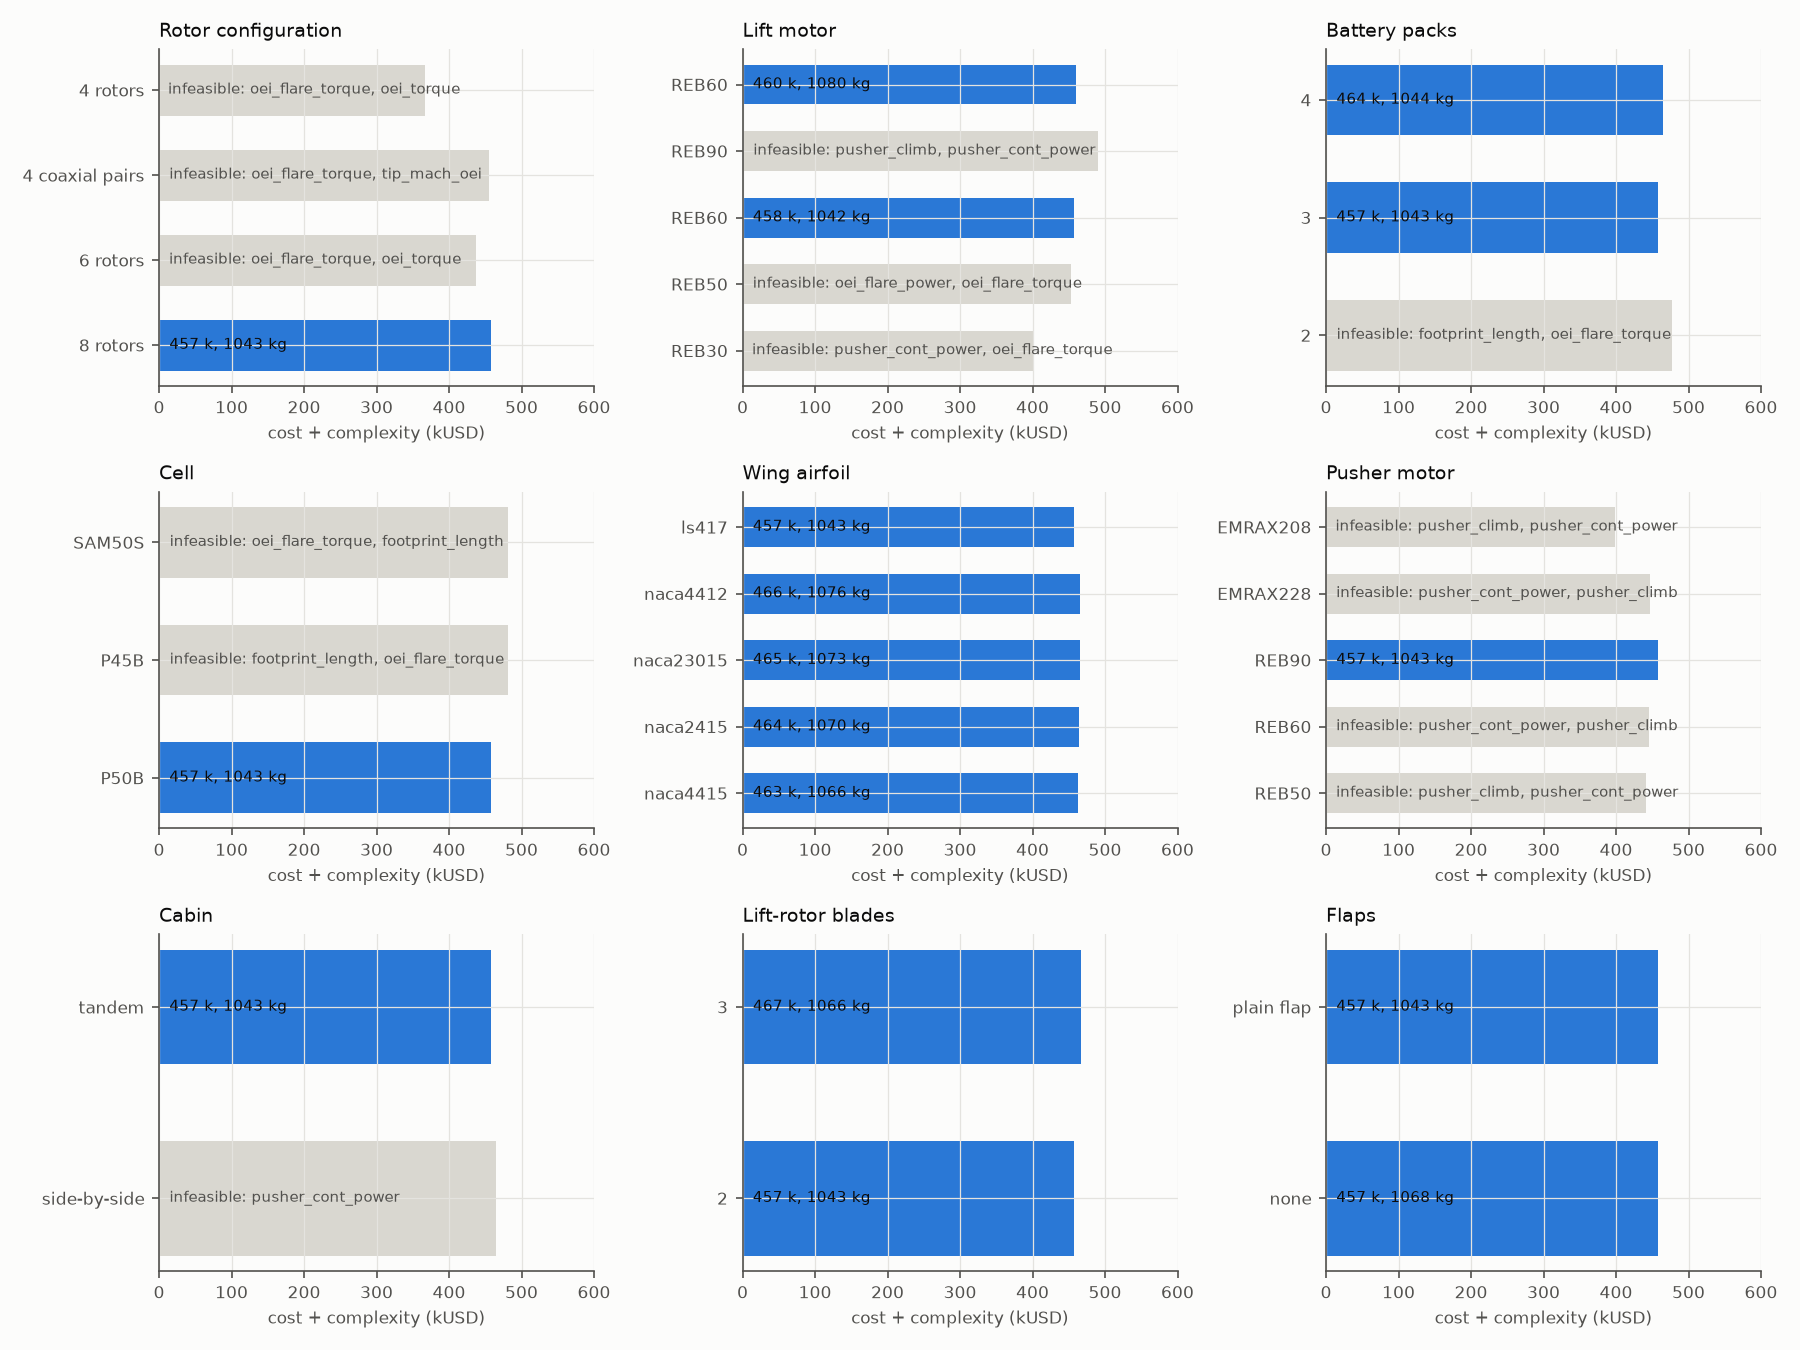 Rotor configuration
4 rotors
infeasible: oei_flare_torque, oei_torque
4 coaxial pairs
infeasible: oei_flare_torque, tip_mach_oei
6 rotors
infeasible: oei_flare_torque, oei_torque
8 rotors
457 k, 1043 kg
0 100 200 300 400 500 600
cost + complexity (kUSD)
Lift motor
REB60
460 k, 1080 kg
REB90
infeasible: pusher_climb, pusher_cont_power
REB60
458 k, 1042 kg
REB50
infeasible: oei_flare_power, oei_flare_torque
REB30
infeasible: pusher_cont_power, oei_flare_torque
0 100 200 300 400 500 600
cost + complexity (kUSD)
Battery packs
4
464 k, 1044 kg
3
457 k, 1043 kg
2
infeasible: footprint_length, oei_flare_torque
0 100 200 300 400 500 600
cost + complexity (kUSD)
Cell
SAM50S
infeasible: oei_flare_torque, footprint_length
P45B
infeasible: footprint_length, oei_flare_torque
P50B
457 k, 1043 kg
0 100 200 300 400 500 600
cost + complexity (kUSD)
Wing airfoil
ls417
457 k, 1043 kg
naca4412
466 k, 1076 kg
naca23015
465 k, 1073 kg
naca2415
464 k, 1070 kg
naca4415
463 k, 1066 kg
0 100 200 300 400 500 600
cost + complexity (kUSD)
Pusher motor
EMRAX208
infeasible: pusher_climb, pusher_cont_power
EMRAX228
infeasible: pusher_cont_power, pusher_climb
REB90
457 k, 1043 kg
REB60
infeasible: pusher_cont_power, pusher_climb
REB50
infeasible: pusher_climb, pusher_cont_power
0 100 200 300 400 500 600
cost + complexity (kUSD)
Cabin
tandem
457 k, 1043 kg
side-by-side
infeasible: pusher_cont_power
0 100 200 300 400 500 600
cost + complexity (kUSD)
Lift-rotor blades
3
467 k, 1066 kg
2
457 k, 1043 kg
0 100 200 300 400 500 600
cost + complexity (kUSD)
Flaps
plain flap
457 k, 1043 kg
none
457 k, 1068 kg
0 100 200 300 400 500 600
cost + complexity (kUSD)